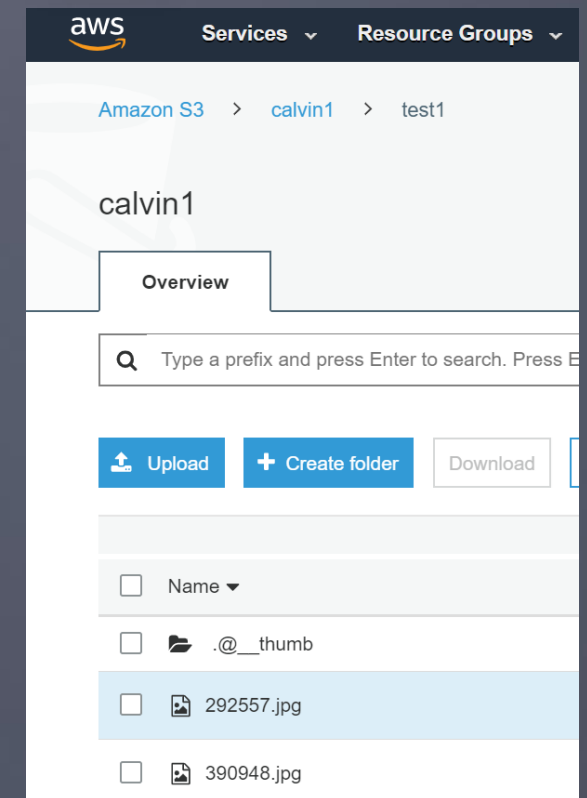 aws Services Resource Groups
Amazon S3 > calvin1 > test1
calvin1
Overview
Type a prefix and press Enter to search. Press E
Upload Create folder Download
Name
.@__thumb
292557.jpg
390948.jpg